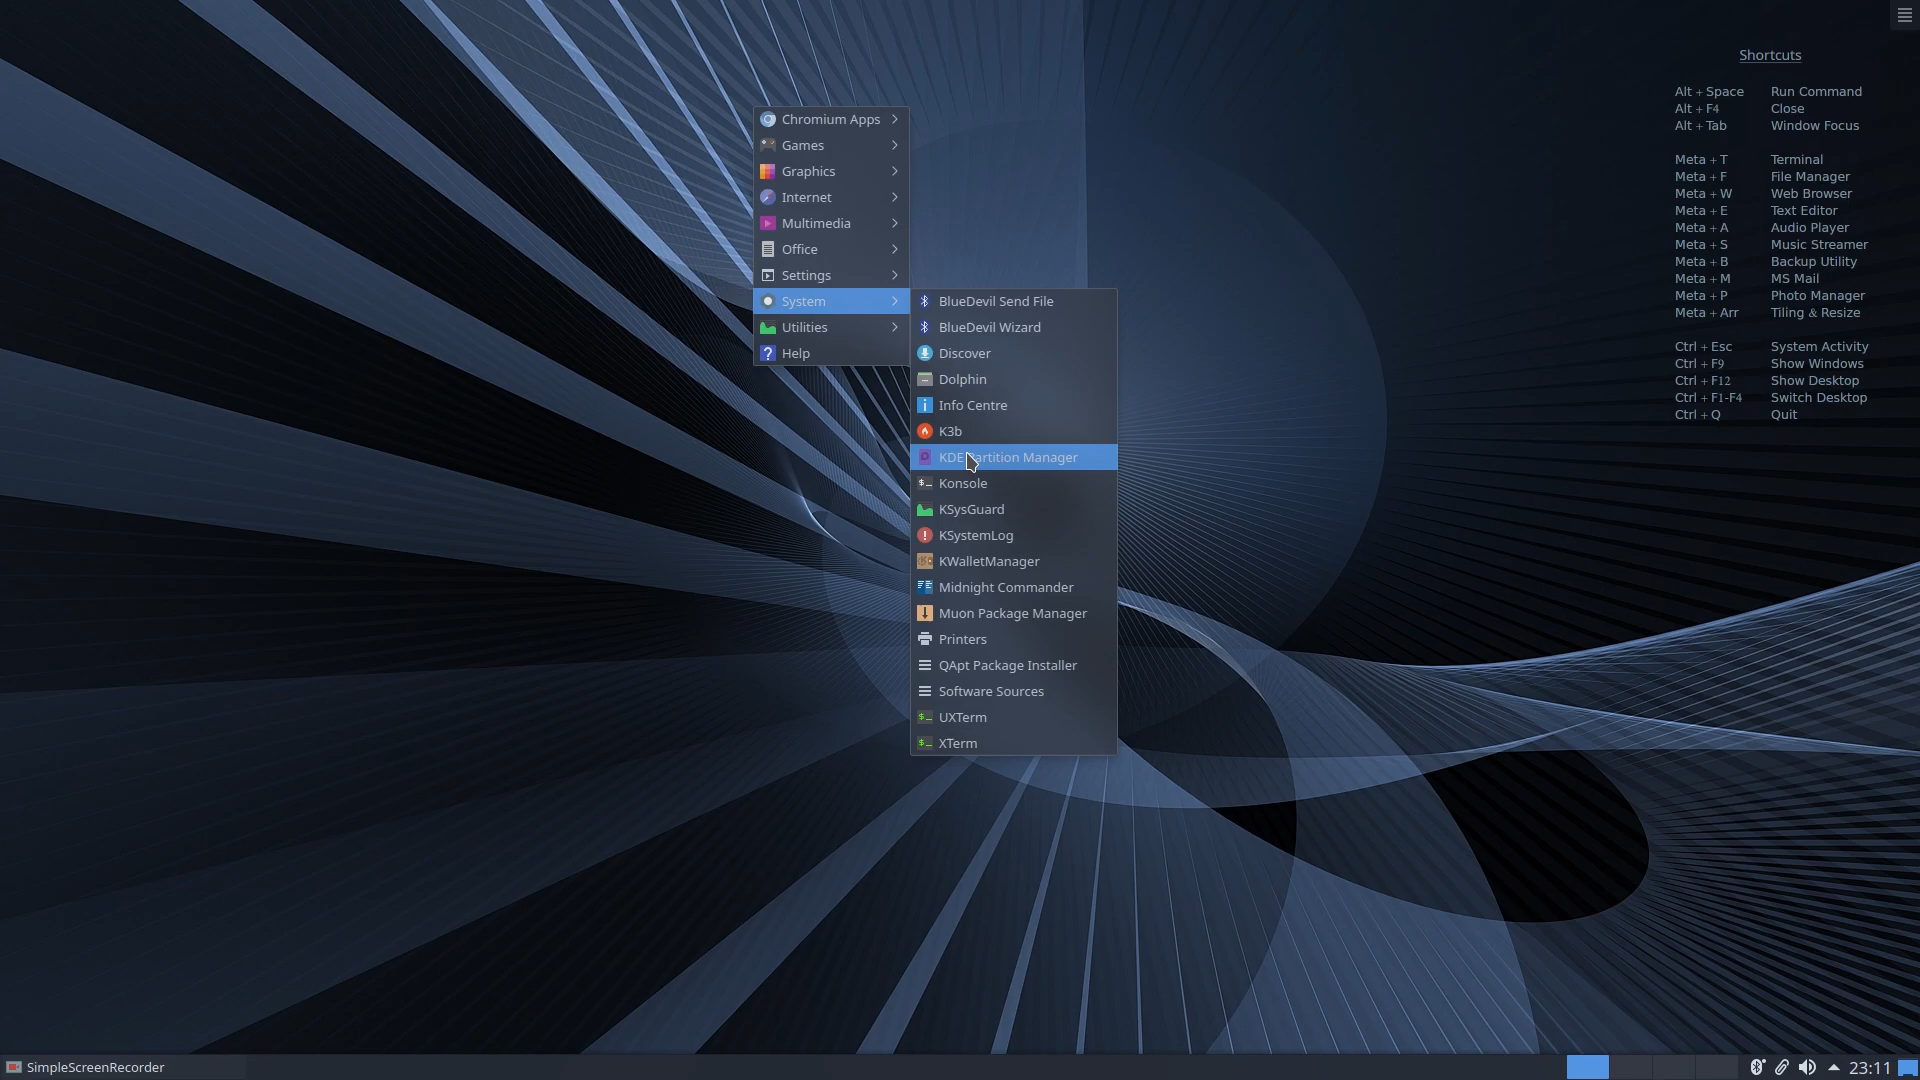 Shortcuts
Alt + Space Run Command
Alt + F4 Close
Alt + Tab Window Focus
Meta + T Terminal
Meta + F File Manager
Meta + W Web Browser
Meta + E Text Editor
Meta + A Audio Player
Meta + S Music Streamer
Meta + B Backup Utility
Meta + M MS Mail
Meta + P Photo Manager
Meta + Arr Tiling & Resize
Ctrl + Esc System Activity
Ctrl + F9 Show Windows
Ctrl + F12 Show Desktop
Ctrl + F1-F4 Switch Desktop
Ctrl + Q Quit
Chromium Apps
Games
Graphics
Internet
Multimedia
Office
Settings
System
Utilities
Help
BlueDevil Send File
BlueDevil Wizard
Discover
Dolphin
Info Centre
K3b
KDE Partition Manager
Konsole
KSysGuard
KSystemLog
KWalletManager
Midnight Commander
Muon Package Manager
Printers
QApt Package Installer
Software Sources
UXTerm
XTerm
SimpleScreenRecorder
23:11